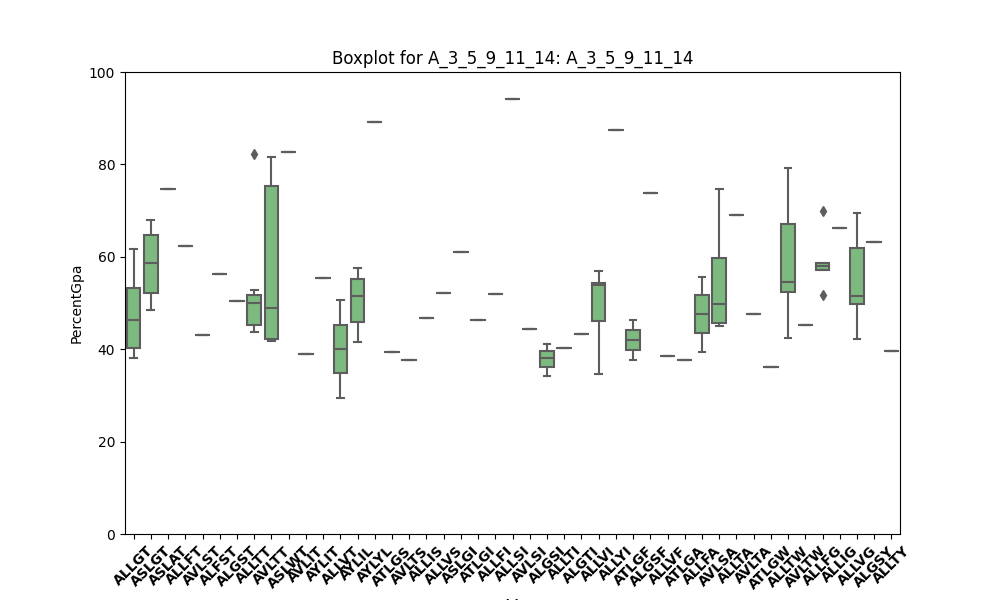 Boxplot for A_3_5_9_11_14: A_3_5_9_11_14
PercentGpa
100
80
60
40
20
0
ALLGT ASLGT ASLAT ALLFT AVLST ALFST ALGST ALLTT AVLTT ASLWT AVLIT AYLIT ALLVT AYLIL AYLYL ATLGS AVLTS ALLIS ALLVS ASLGI ATLGI ALLFI ALLSI AVLSI ALGSI ALLTI ALGTI ALLVI ALLYI ATLGF ALGSF ALLVF ATLGA ALLFA AVLSA ALLTA AVLTA ATLGW ALLTW AVLTW ALLFG ALLIG ALLVG ALGSY ALLTY